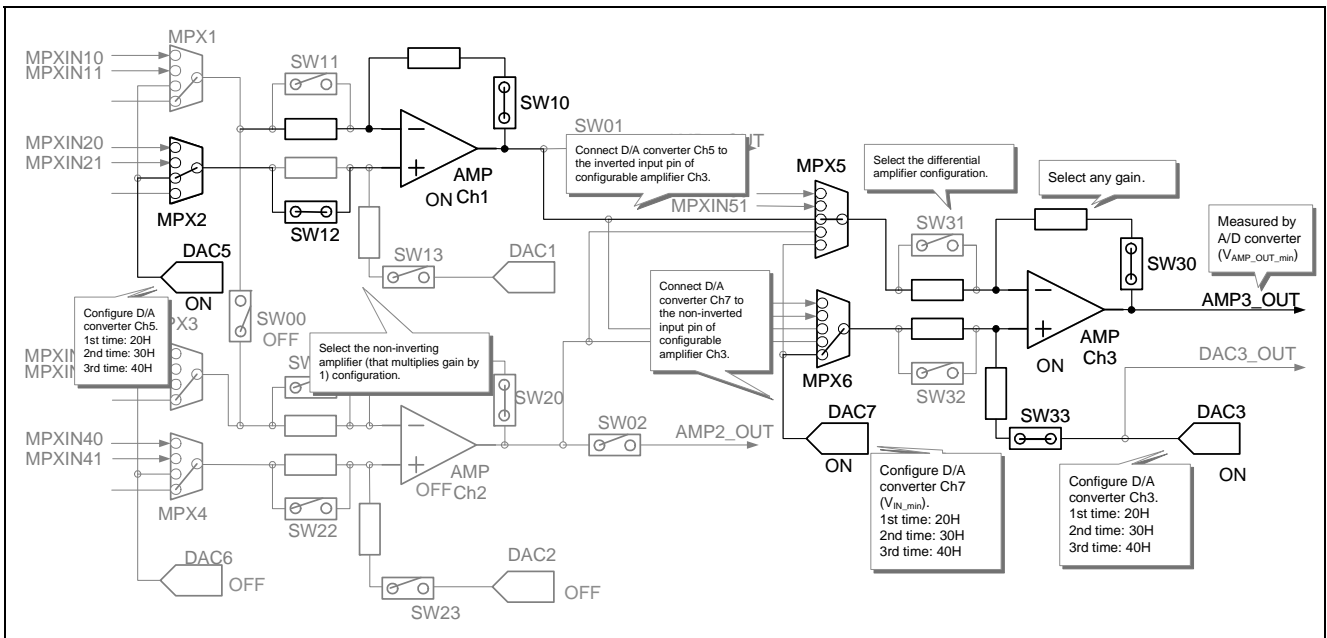 MPX1
MPXIN10
MPXIN11
SW11
SW10
MPXIN20
MPXIN21
MPX2
SW12
AMP
ON Ch1
SW13
DAC1
DAC5
ON
SW01
Connect D/A converter Ch5 to
the inverted input pin of
configurable amplifier Ch3.
MPXIN51
MPX5
Select the differential
amplifier configuration.
SW31
Select any gain.
SW30
Measured by
A/D converter
(VAMP_OUT_min)
AMP3_OUT
AMP
Ch3
ON
Configure D/A
converter Ch5.
1st time: 20H
2nd time: 30H
3rd time: 40H
SW00
OFF
Select the non-inverting
amplifier (that multiplies gain by
1) configuration.
Connect D/A
converter Ch7 to
the non-inverted
input pin of
configurable
amplifier Ch3.
MPX6
SW32
DAC3_OUT
SW33
DAC7
ON
DAC3
ON
SW20
SW02
AMP2_OUT
MPXIN40
MPXIN41
MPX4
AMP
OFF Ch2
SW22
DAC6
OFF
SW23
DAC2
OFF
Configure D/A
converter Ch7
(VIN_min).
1st time: 20H
2nd time: 30H
3rd time: 40H
Configure D/A
converter Ch3.
1st time: 20H
2nd time: 30H
3rd time: 40H